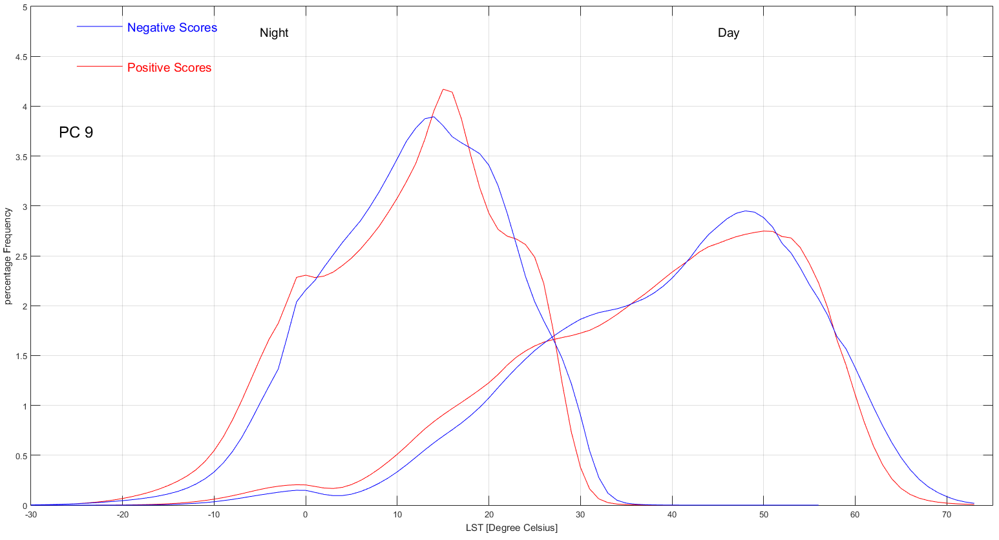 5
Negative Scores
Night
Day
4.5
Positive Scores
4
PC 9
3.5
3
percentage Frequency
2.5
2
1.5
1
0.5
0
-30 -20 -10 0 10 20 30 40 50 60 70
LST [Degree Celsius]